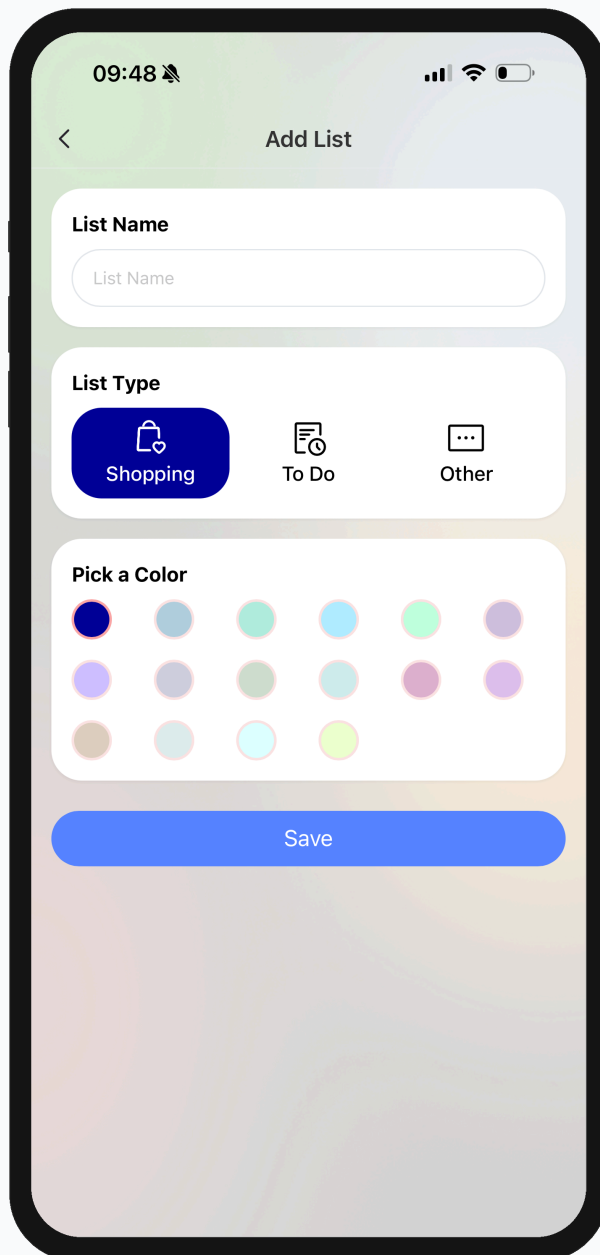 09:48
Add List
List Name
List Name
List Type
Shopping To Do Other
Pick a Color
Save